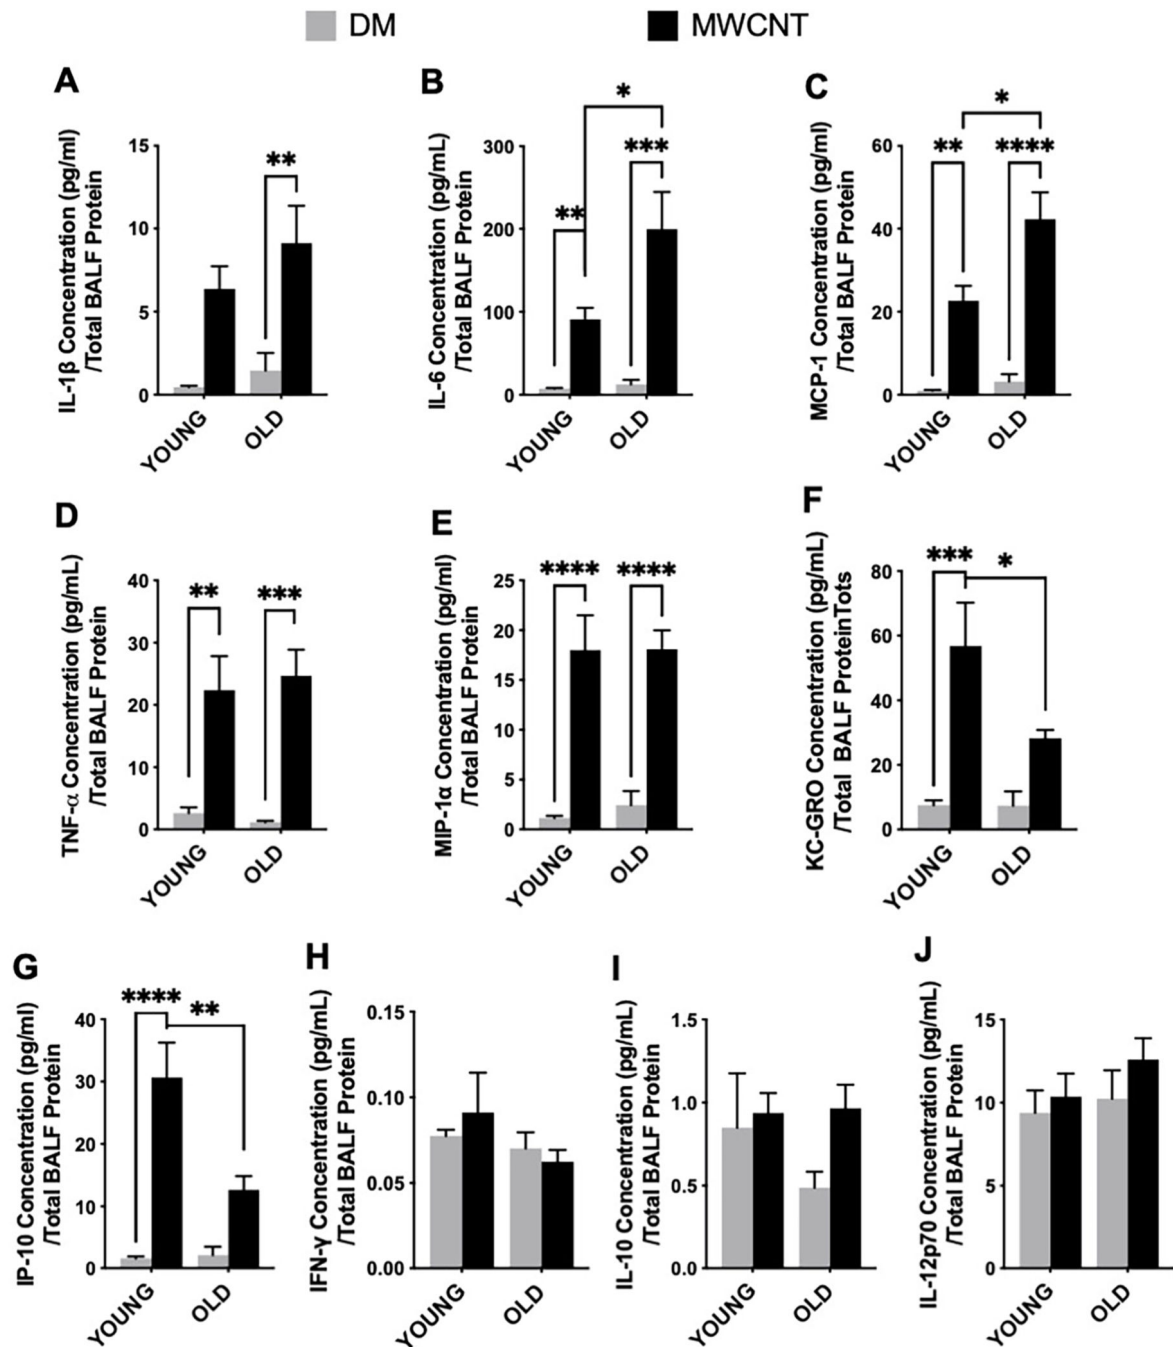 DM MWCNT
A
IL-1β Concentration (pg/ml)
/Total BALF Protein
15
10
5
0
**
YOUNG
OLD
B
IL-6 Concentration (pg/mL)
/Total BALF Protein
300
200
100
0
**
***
*
YOUNG
OLD
C
MCP-1 Concentration (pg/ml)
/Total BALF Protein
60
40
20
0
**
****
*
YOUNG
OLD
D
TNF-α Concentration (pg/mL)
/Total BALF Protein
40
30
20
10
0
**
***
YOUNG
OLD
E
MIP-1α Concentration (pg/ml)
/Total BALF Protein
25
20
15
10
5
0
****
****
YOUNG
OLD
F
KC-GRO Concentration (pg/mL)
/Total BALF ProteinTots
80
60
40
20
0
***
*
YOUNG
OLD
G
IP-10 Concentration (pg/ml)
/Total BALF Protein
40
30
20
10
0
****
**
YOUNG
OLD
H
IFN-γ Concentration (pg/mL)
/Total BALF Protein
0.15
0.10
0.05
0.00
YOUNG
OLD
I
IL-10 Concentration (pg/mL)
/Total BALF Protein
1.5
1.0
0.5
0.0
YOUNG
OLD
J
IL-12p70 Concentration (pg/mL)
/Total BALF Protein
15
10
5
0
YOUNG
OLD